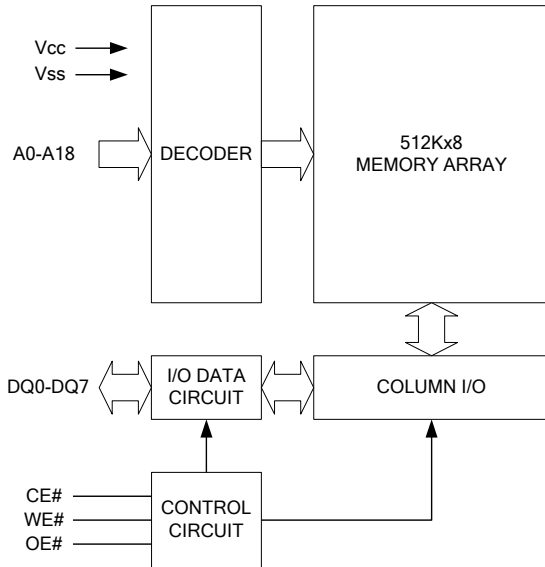 Vcc
Vss
A0-A18
DECODER
512Kx8
MEMORY ARRAY
DQ0-DQ7
I/O DATA
CIRCUIT
COLUMN I/O
CE#
WE#
OE#
CONTROL
CIRCUIT